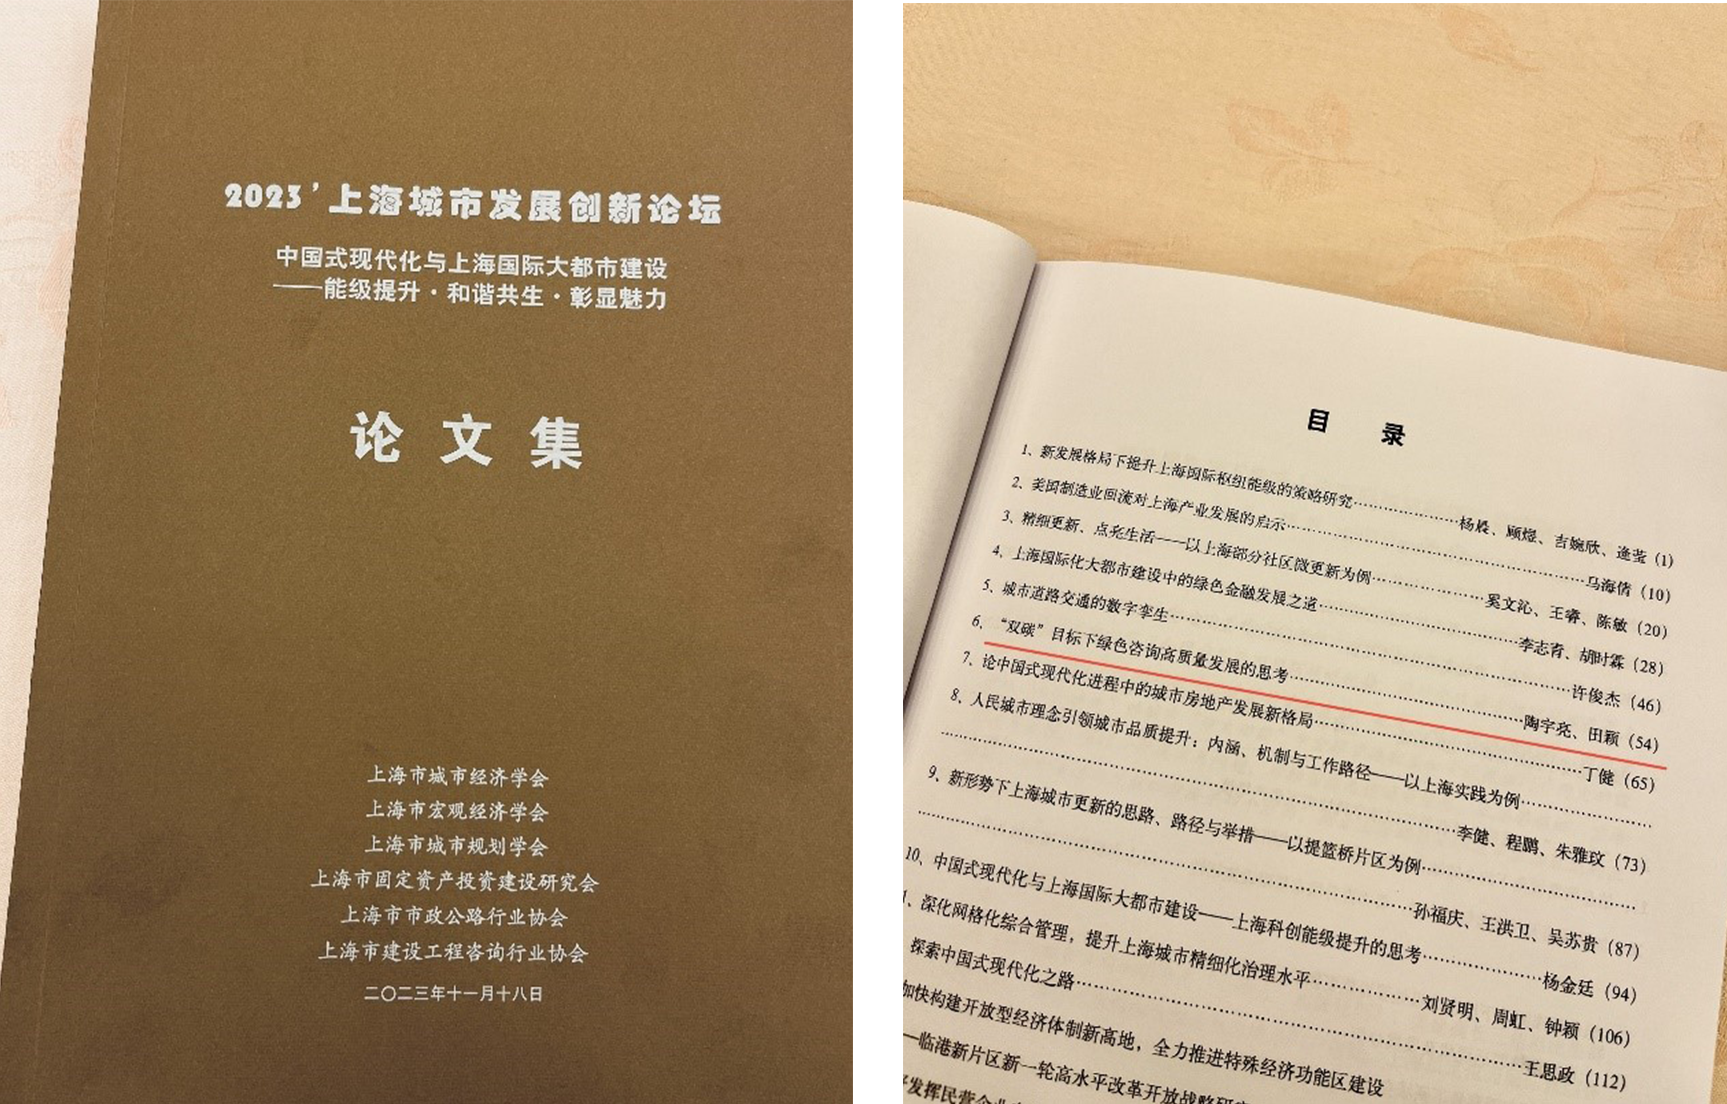 2023'上海城市发展创新论坛
中国式现代化与上海国际大都市建设
——能级提升·和谐共生·彰显魅力
论文集
上海市城市经济学会
上海市宏观经济学会
上海市城市规划学会
上海市固定资产投资建设研究会
上海市市政公路行业协会
上海市建设工程咨询行业协会
二〇二三年十一月十八日
目 录
1、新发展格局下提升上海国际枢纽能级的策略研究……………杨晨、顾煜、吉婉欣、逄莹（1）
2、美国制造业回流对上海产业发展的启示……………乌海倩（10）
3、精细更新、点亮生活——以上海部分社区微更新为例……………奚文沁、王睿、陈敏（20）
4、上海国际化大都市建设中的绿色金融发展之道……………李志青、胡时霖（28）
5、城市道路交通的数字孪生……………许俊杰（46）
6、“双碳”目标下绿色咨询高质量发展的思考……………陶宇亮、田颖（54）
7、论中国式现代化进程中的城市房地产发展新格局……………丁健（65）
8、人民城市理念引领城市品质提升：内涵、机制与工作路径——以上海实践为例……………
……………李健、程鹏、朱雅玟（73）
9、新形势下上海城市更新的思路、路径与举措——以提篮桥片区为例……………
……………孙福庆、王洪卫、吴苏贵（87）
10、中国式现代化与上海国际大都市建设——上海科创能级提升的思考……………杨金廷（94）
1、深化网格化综合管理，提升上海城市精细化治理水平……………刘贤明、周虹、钟颖（106）
探索中国式现代化之路……………王思政（112）
加快构建开放型经济体制新高地，全力推进特殊经济功能区建设
—临港新片区新一轮高水平改革开放战略研究
发挥民营企业